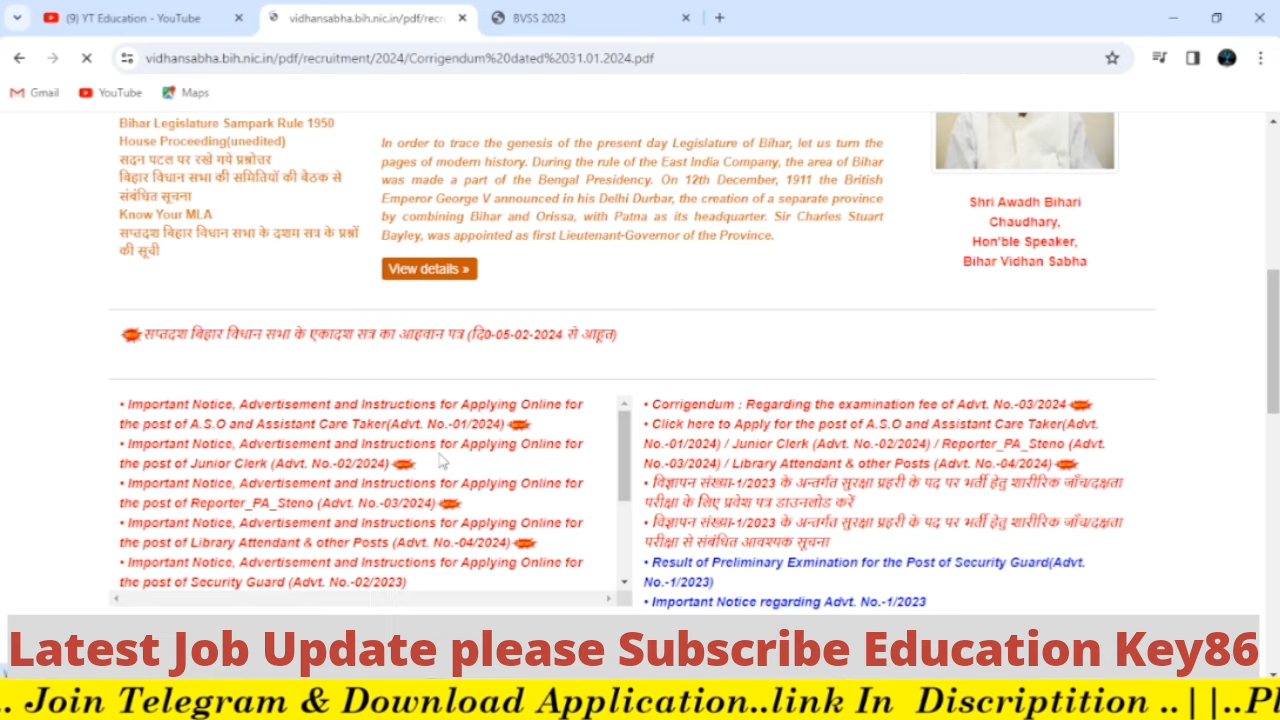 (9) YT Education - YouTube
vidhansabha.bih.nic.in/pdf/recr
BVSS 2023
vidhansabha.bih.nic.in/pdf/recruitment/2024/Corrigendum%20dated%2031.01.2024.pdf
Gmail
YouTube
Maps
Bihar Legislature Sampark Rule 1950
House Proceeding(unedited)
सदन पटल पर रखे गये प्रश्नोत्तर
बिहार विधान सभा की समितियों की बैठक से
संबंधित सूचना
Know Your MLA
सप्तदश बिहार विधान सभा के दशम सत्र के प्रश्नों
की सूची
In order to trace the genesis of the present day Legislature of Bihar, let us turn the
pages of modern history. During the rule of the East India Company, the area of Bihar
was made a part of the Bengal Presidency. On 12th December, 1911 the British
Emperor George V announced in his Delhi Durbar, the creation of a separate province
by combining Bihar and Orissa, with Patna as its headquarter. Sir Charles Stuart
Bayley, was appointed as first Lieutenant-Governor of the Province.
View details »
Shri Awadh Bihari
Chaudhary,
Hon'ble Speaker,
Bihar Vidhan Sabha
सप्तदश बिहार विधान सभा के एकादश सत्र का आहवान पत्र (दि0-05-02-2024 से आहूत)
• Important Notice, Advertisement and Instructions for Applying Online for
the post of A.S.O and Assistant Care Taker(Advt. No.-01/2024)
• Important Notice, Advertisement and Instructions for Applying Online for
the post of Junior Clerk (Advt. No.-02/2024)
• Important Notice, Advertisement and Instructions for Applying Online for
the post of Reporter_PA_Steno (Advt. No.-03/2024)
• Important Notice, Advertisement and Instructions for Applying Online for
the post of Library Attendant & other Posts (Advt. No.-04/2024)
• Important Notice, Advertisement and Instructions for Applying Online for
the post of Security Guard (Advt. No.-02/2023)
• Corrigendum : Regarding the examination fee of Advt. No.-03/2024
• Click here to Apply for the post of A.S.O and Assistant Care Taker(Advt.
No.-01/2024) / Junior Clerk (Advt. No.-02/2024) / Reporter_PA_Steno (Advt.
No.-03/2024) / Library Attendant & other Posts (Advt. No.-04/2024)
• विज्ञापन संख्या-1/2023 के अन्तर्गत सुरक्षा प्रहरी के पद पर भर्ती हेतु शारीरिक जाँच/दक्षता
परीक्षा के लिए प्रवेश पत्र डाउनलोड करें
• विज्ञापन संख्या-1/2023 के अन्तर्गत सुरक्षा प्रहरी के पद पर भर्ती हेतु शारीरिक जाँच/दक्षता
परीक्षा से संबंधित आवश्यक सूचना
• Result of Preliminary Exmination for the Post of Security Guard(Advt.
No.-1/2023)
• Important Notice regarding Advt. No.-1/2023
Latest Job Update please Subscribe Education Key86
.. Join Telegram & Download Application..link In Discriptition ..||..Pl